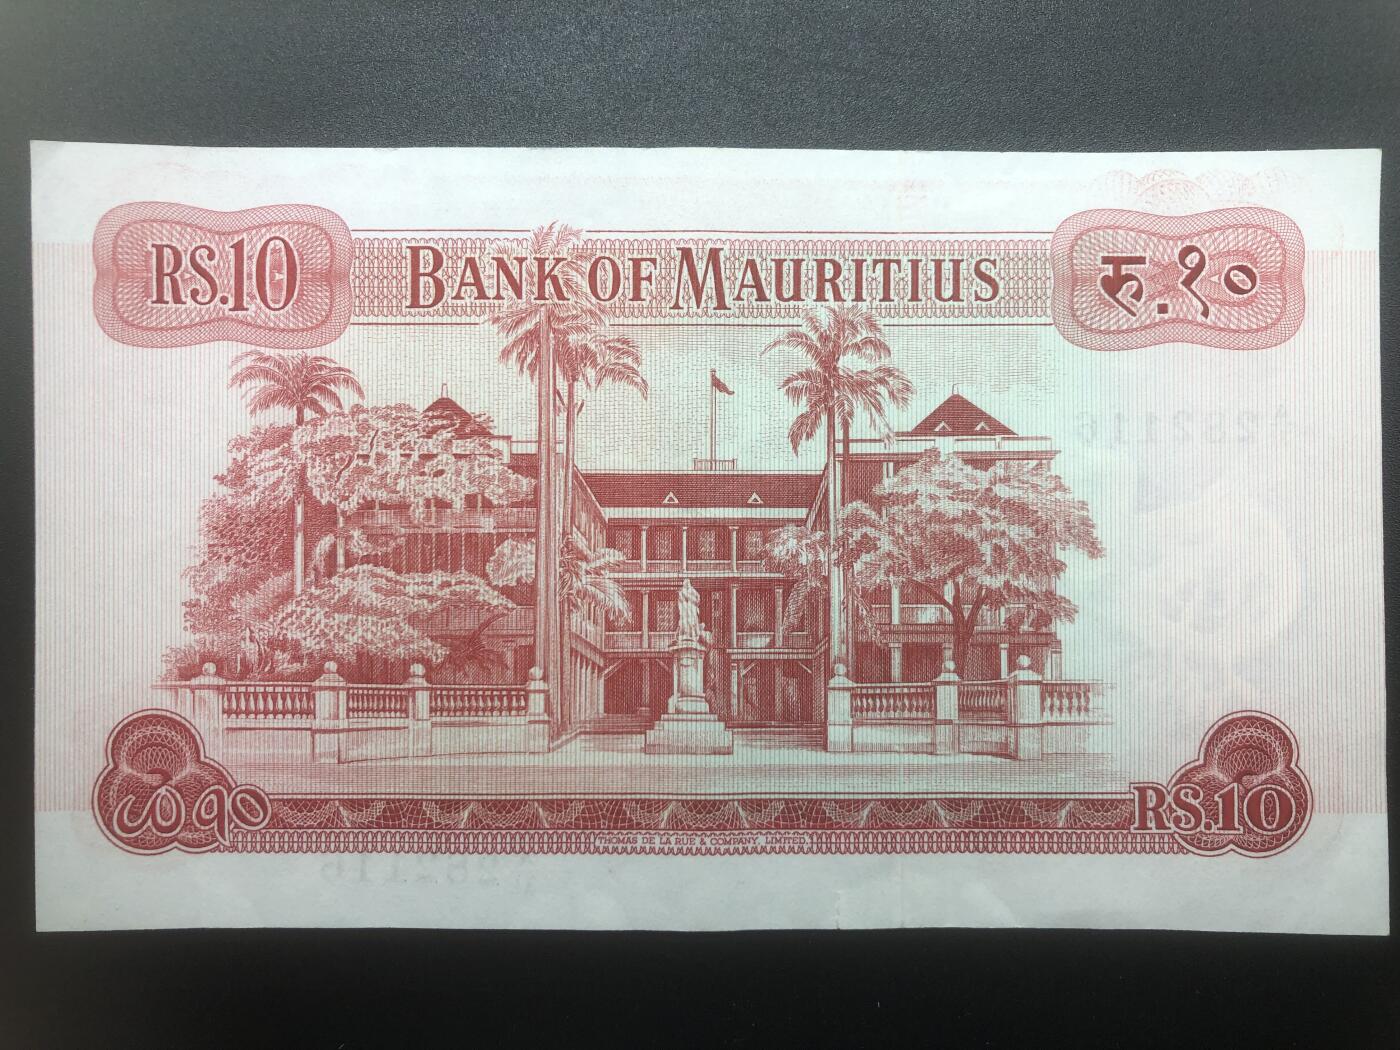 RS.10
BANK OF MAURITIUS
रु.१०
RS.10
THOMAS DE LA RUE & COMPANY, LIMITED.